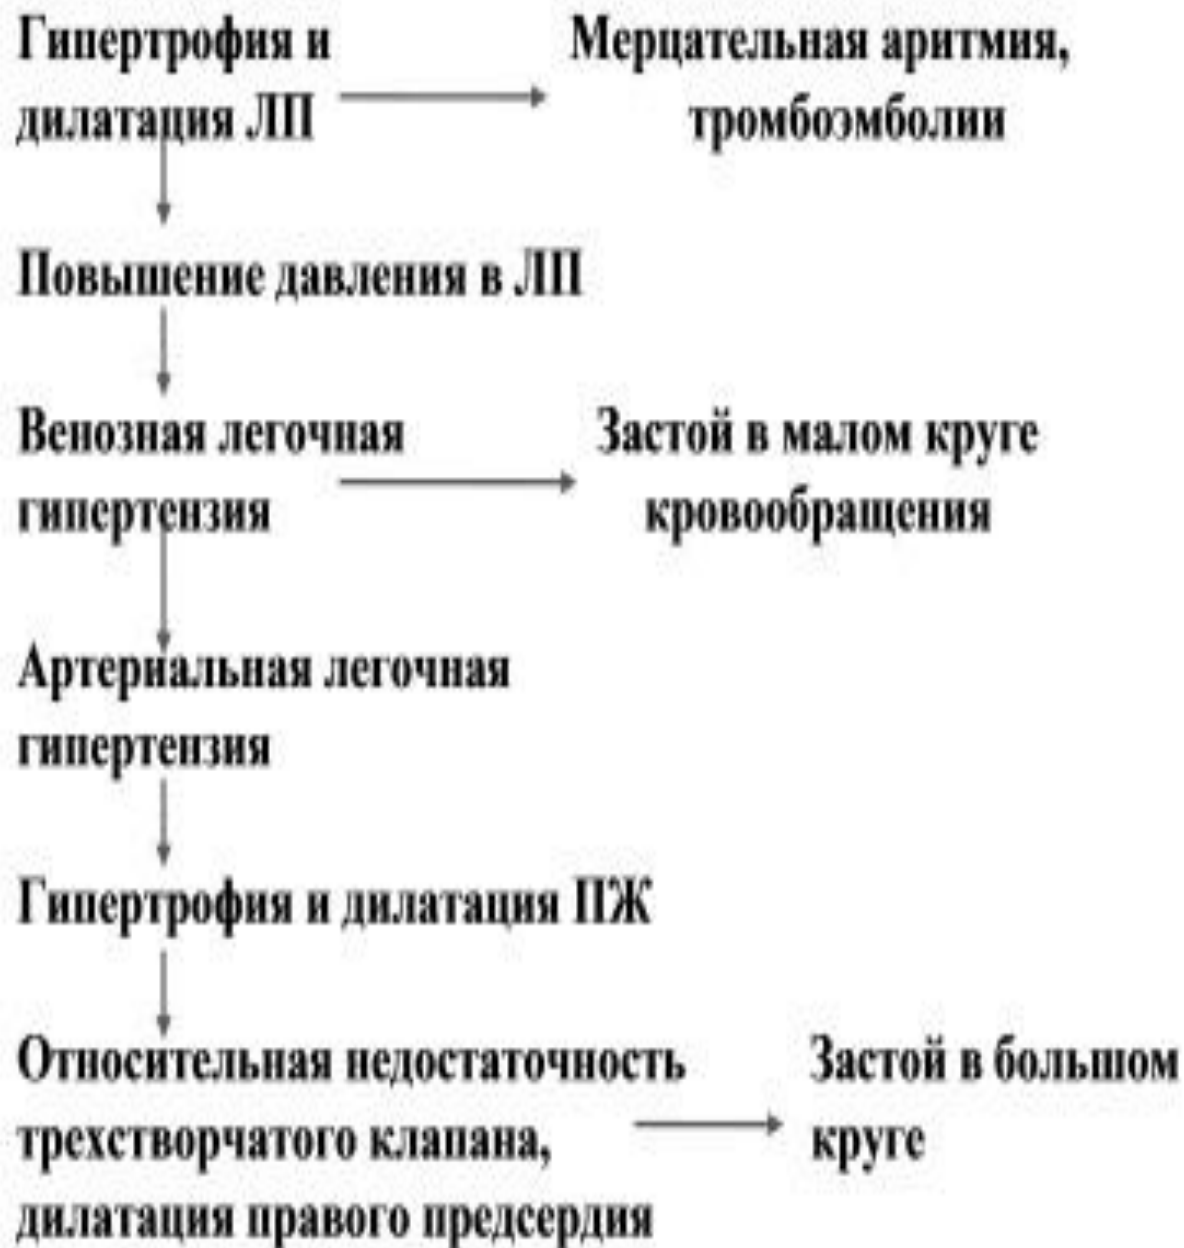 Гипертрофия и
дилатация ЛП
Мерцательная аритмия,
тромбоэмболии
Повышение давления в ЛП
Венозная легочная
гипертензия
Застой в малом круге
кровообращения
Артериальная легочная
гипертензия
Гипертрофия и дилатация ПЖ
Относительная недостаточность
трехстворчатого клапана,
дилатация правого предсердия
Застой в большом
круге